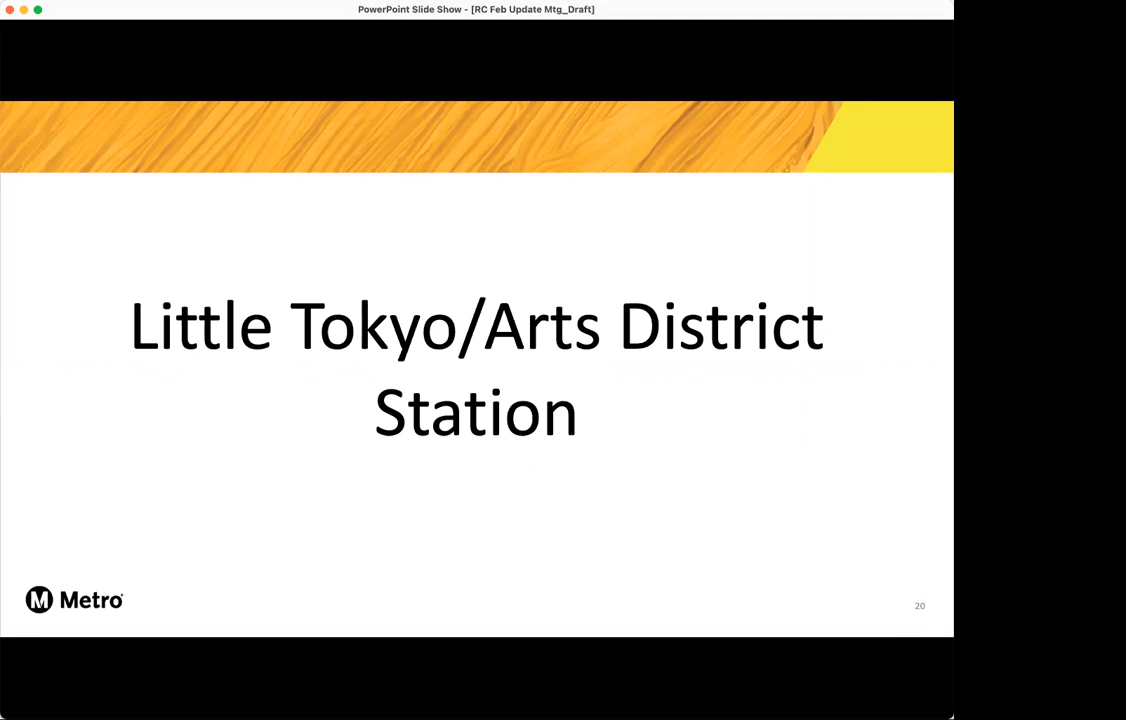 PowerPoint Slide Show - [RC Feb Update Mtg_Draft]
Little Tokyo/Arts District
Station
M Metro
20